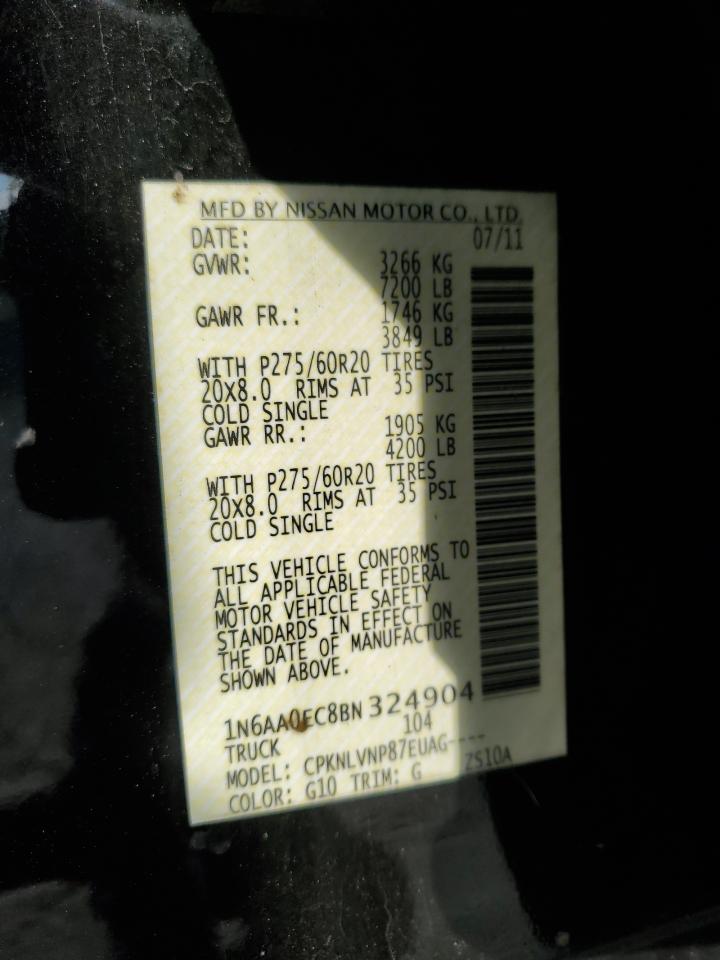 MFD BY NISSAN MOTOR CO., LTD.
DATE: 07/11
GVWR: 3266 KG
7200 LB
GAWR FR.: 1746 KG
3849 LB
WITH P275/60R20 TIRES
20X8.0 RIMS AT 35 PSI
COLD SINGLE
GAWR RR.: 1905 KG
4200 LB
WITH P275/60R20 TIRES
20X8.0 RIMS AT 35 PSI
COLD SINGLE
THIS VEHICLE CONFORMS TO
ALL APPLICABLE FEDERAL
MOTOR VEHICLE SAFETY
STANDARDS IN EFFECT ON
THE DATE OF MANUFACTURE
SHOWN ABOVE.
1N6AA0EC8BN324904
TRUCK 104
MODEL: CPKNLVNP87EUAG----
COLOR: G10 TRIM: G ZS10A